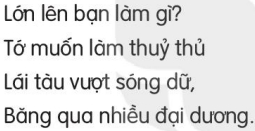 Lớn lên bạn làm gì?
Tớ muốn làm thuỷ thủ
Lái tàu vượt sóng dữ,
Băng qua nhiều đại dương.